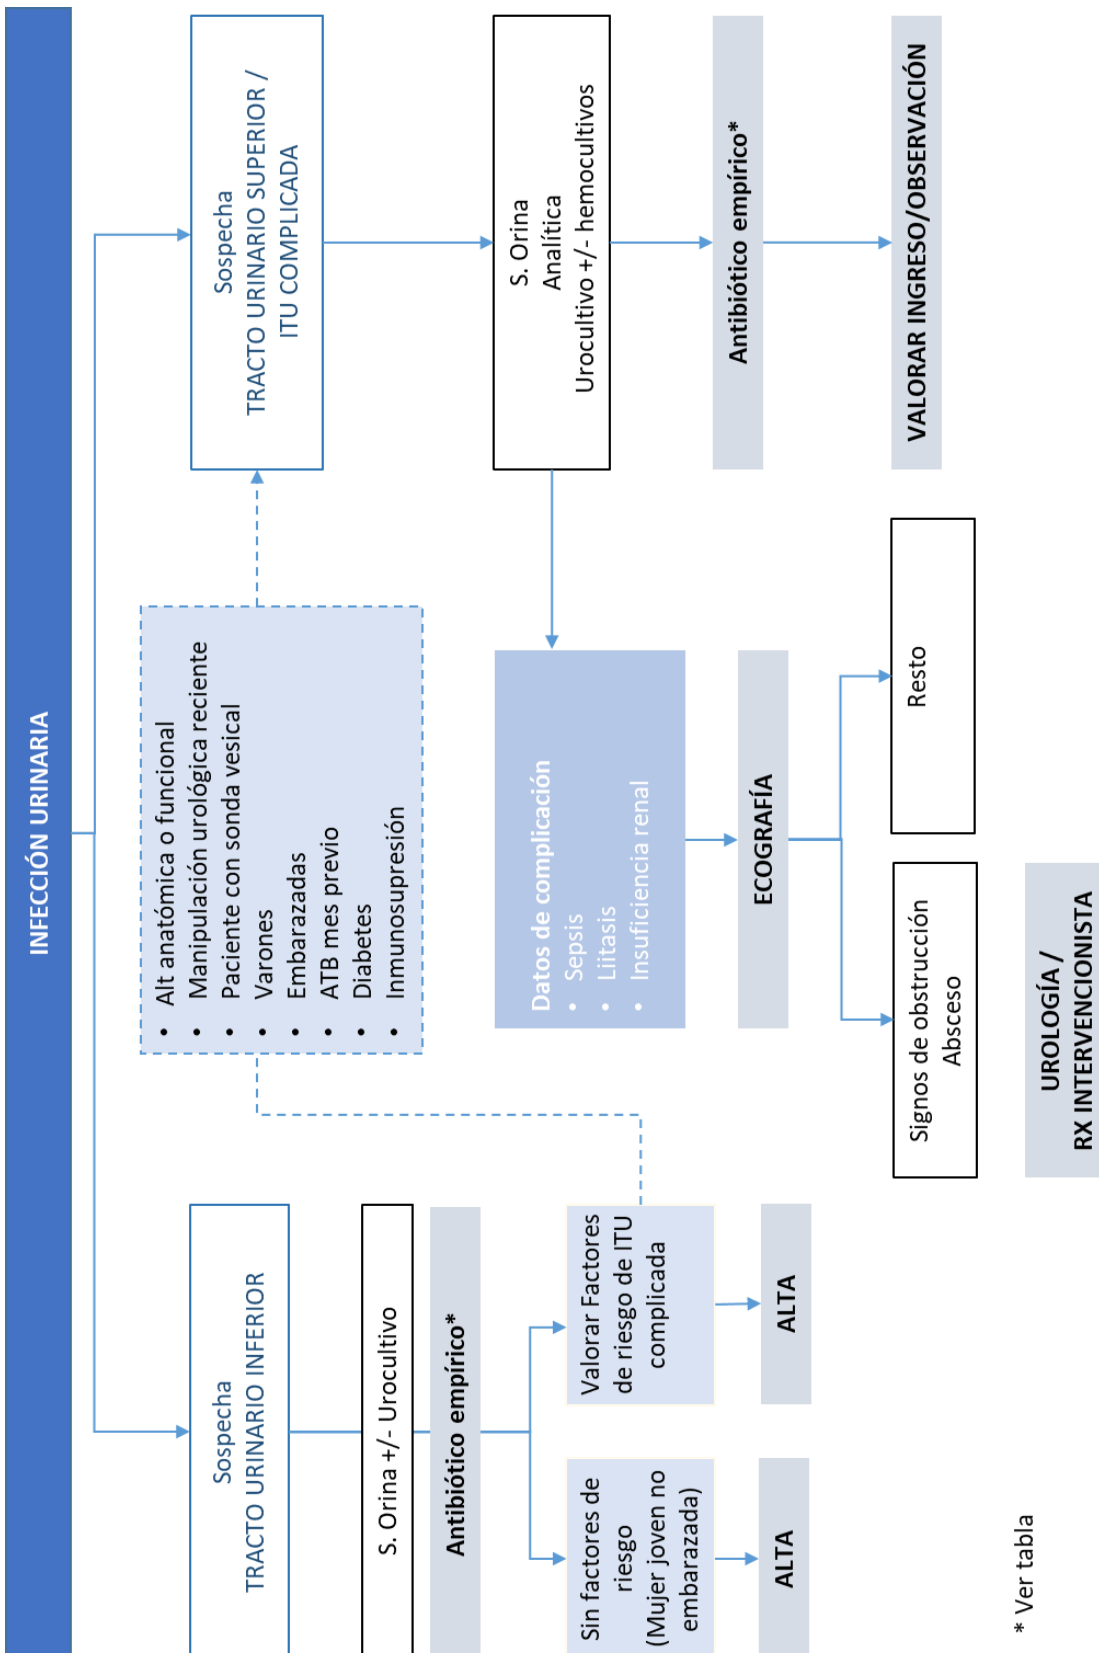 INFECCIÓN URINARIA
Sospecha
TRACTO URINARIO INFERIOR
S. Orina +/- Urocultivo
Antibiótico empírico*
Sin factores de
riesgo
(Mujer joven no
embarazada)
ALTA
Valorar Factores
de riesgo de ITU
complicada
ALTA
• Alt anatómica o funcional
• Manipulación urológica reciente
• Paciente con sonda vesical
• Varones
• Embarazadas
• ATB mes previo
• Diabetes
• Inmunosupresión
Sospecha
TRACTO URINARIO SUPERIOR /
ITU COMPLICADA
S. Orina
Analítica
Urocultivo +/- hemocultivos
Antibiótico empírico*
VALORAR INGRESO/OBSERVACIÓN
Datos de complicación
• Sepsis
• Liitasis
• Insuficiencia renal
ECOGRAFÍA
Signos de obstrucción
Absceso
Resto
UROLOGÍA /
RX INTERVENCIONISTA
* Ver tabla